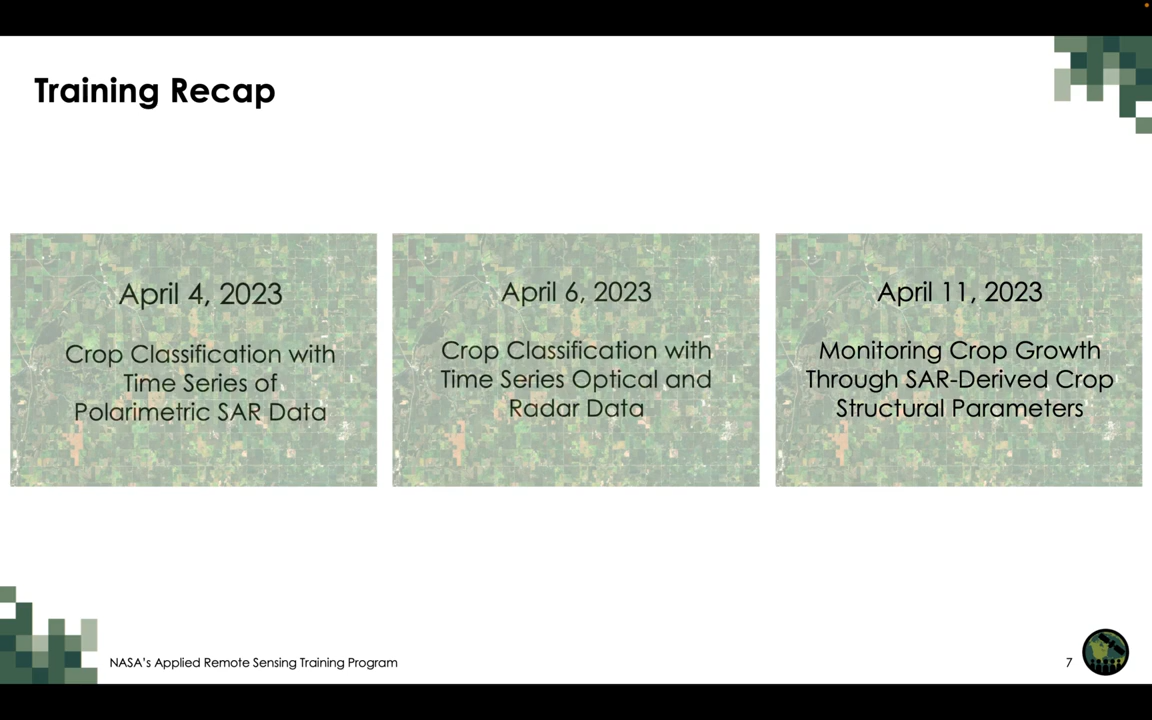 Training Recap
April 4, 2023
Crop Classification with
Time Series of
Polarimetric SAR Data
April 6, 2023
Crop Classification with
Time Series Optical and
Radar Data
April 11, 2023
Monitoring Crop Growth
Through SAR-Derived Crop
Structural Parameters
NASA's Applied Remote Sensing Training Program
7